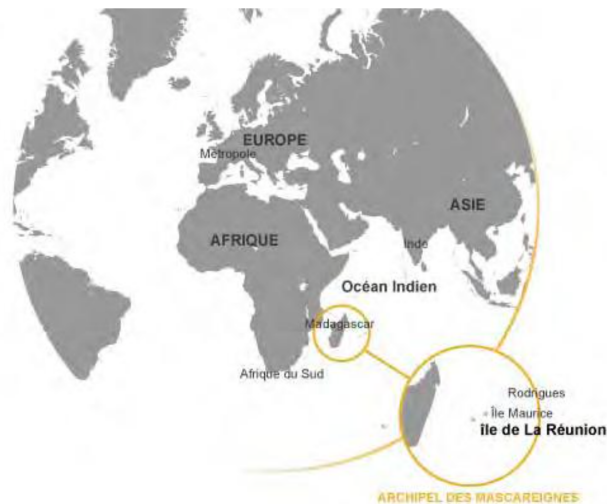 EUROPE
Métropole
ASIE
AFRIQUE
Inde
Océan Indien
Madagascar
Afrique du Sud
Rodrigues
Île Maurice
île de La Réunion
ARCHIPEL DES MASCAREIGNES